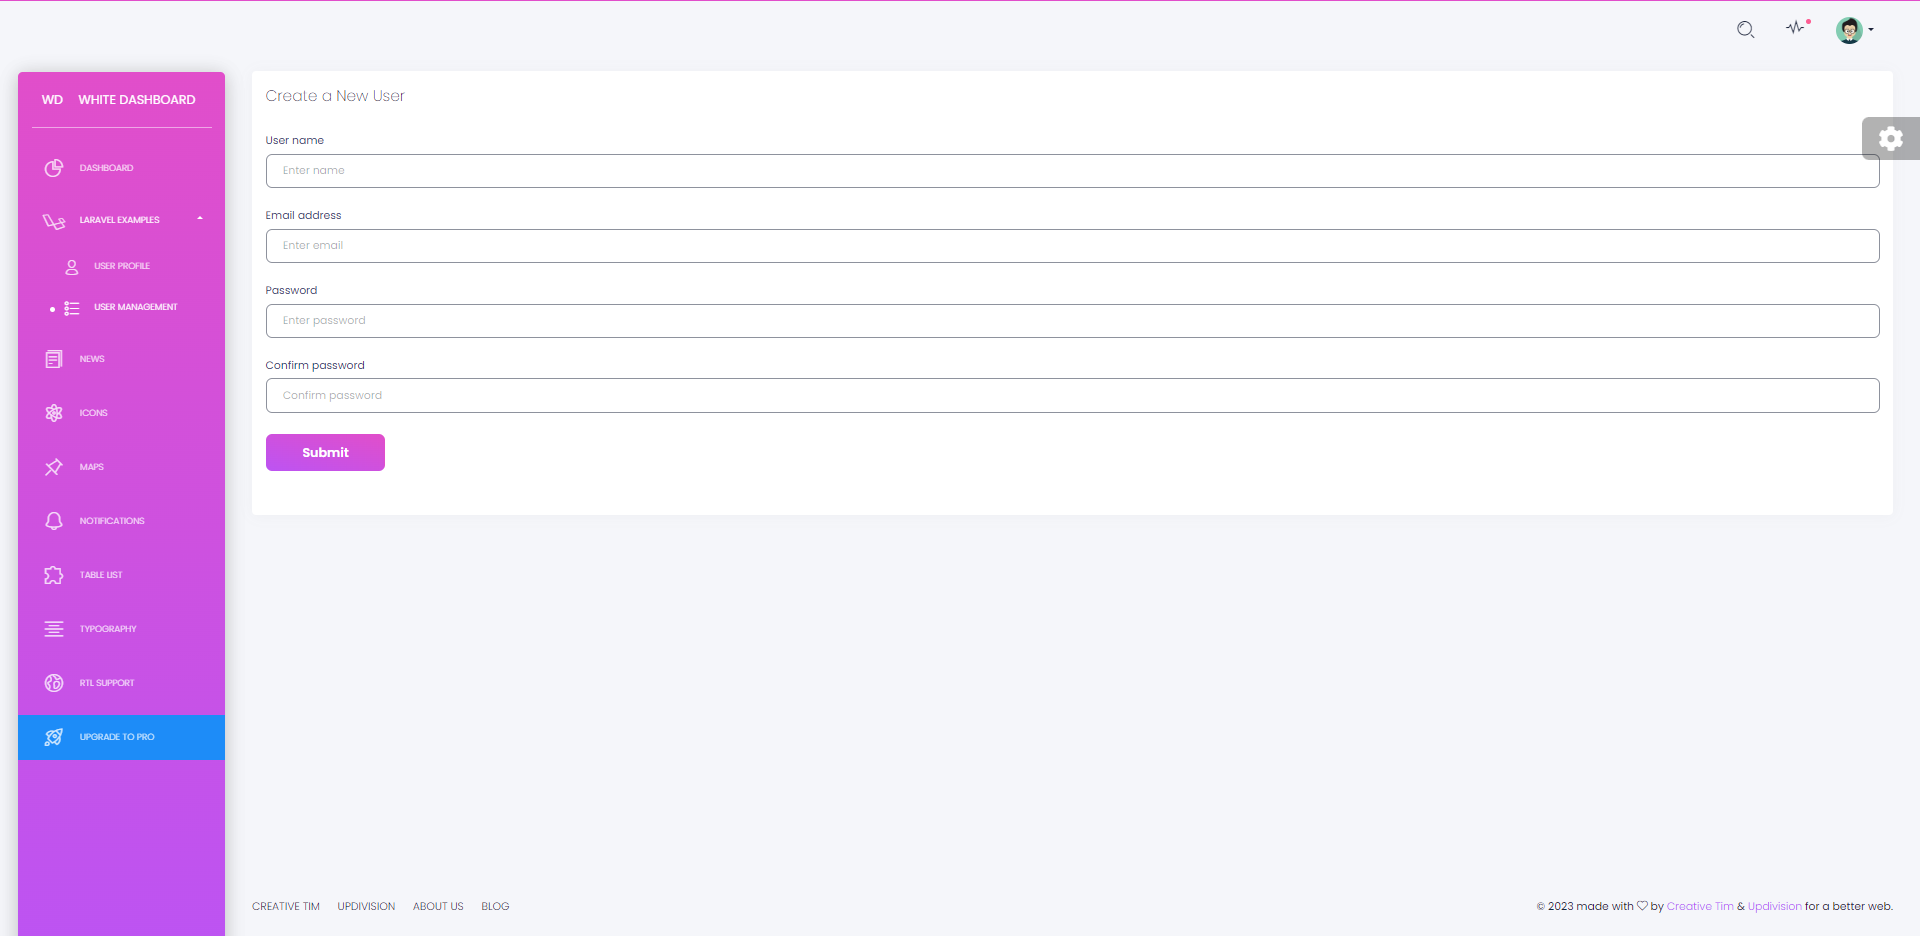 WD WHITE DASHBOARD
DASHBOARD
LARAVEL EXAMPLES
USER PROFILE
USER MANAGEMENT
NEWS
ICONS
MAPS
NOTIFICATIONS
TABLE LIST
TYPOGRAPHY
RTL SUPPORT
UPGRADE TO PRO
Create a New User
User name
Enter name
Email address
Enter email
Password
Enter password
Confirm password
Confirm password
Submit
CREATIVE TIM UPDIVISION ABOUT US BLOG
© 2023 made with ♡ by Creative Tim & Updivision for a better web.